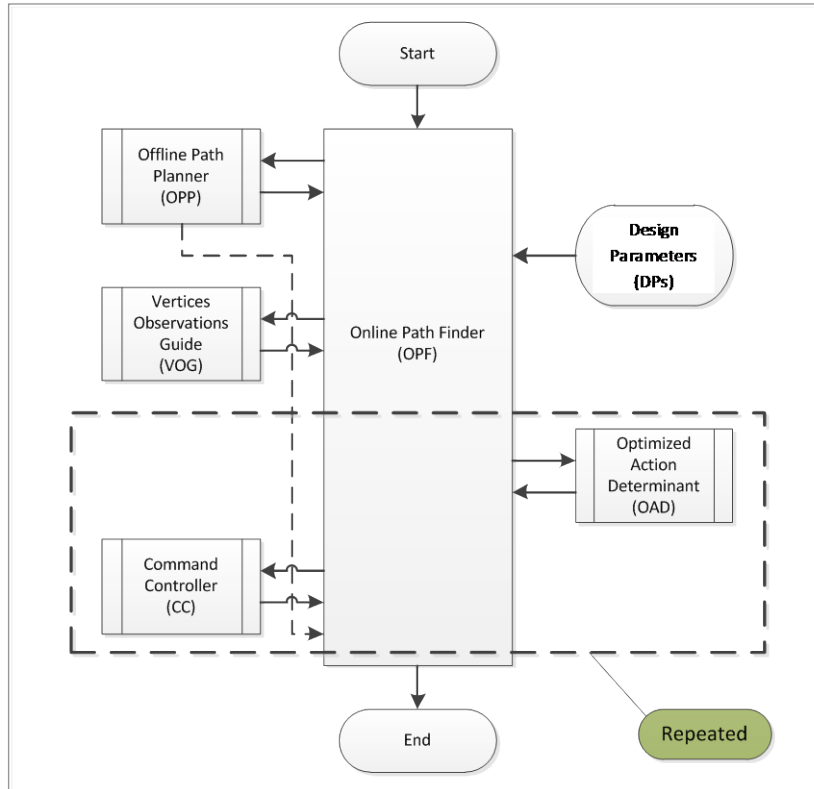 Start
Offline Path
Planner
(OPP)
Design
Parameters
(DPs)
Vertices
Observations
Guide
(VOG)
Online Path Finder
(OPF)
Optimized
Action
Determinant
(OAD)
Command
Controller
(CC)
End
Repeated